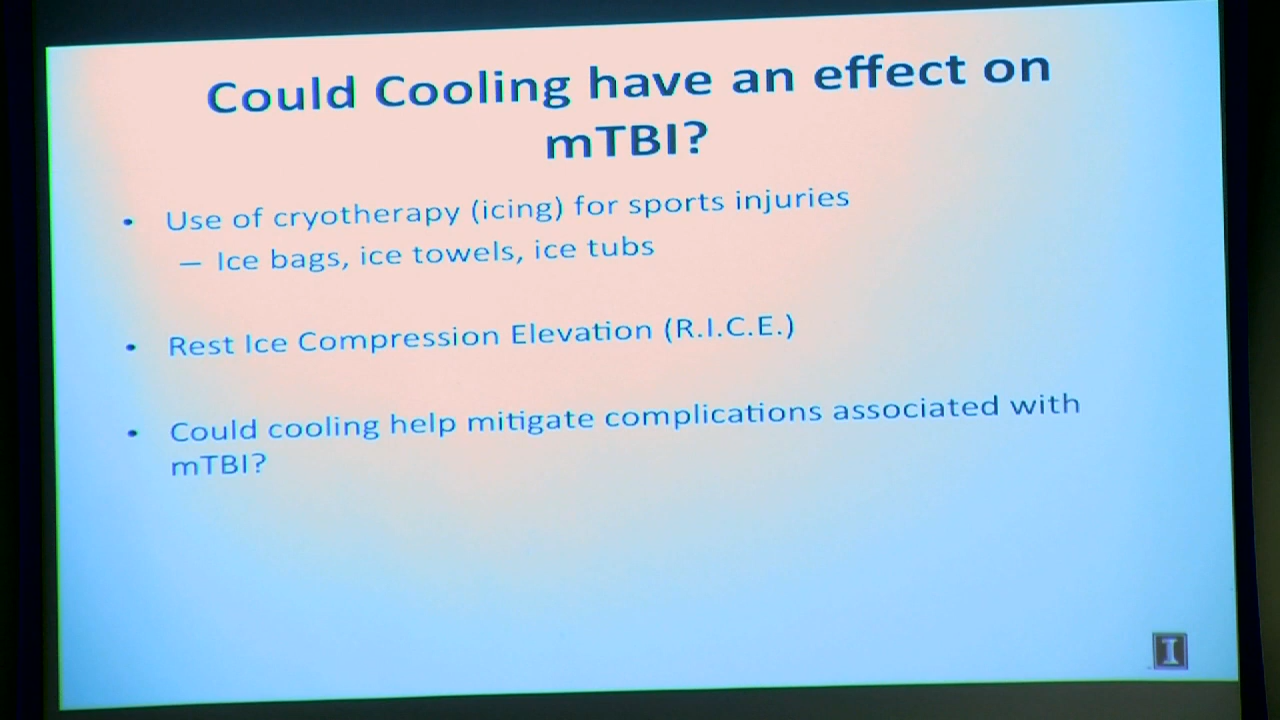 Could Cooling have an effect on
mTBI?
• Use of cryotherapy (icing) for sports injuries
– Ice bags, ice towels, ice tubs
• Rest Ice Compression Elevation (R.I.C.E.)
• Could cooling help mitigate complications associated with
mTBI?
I